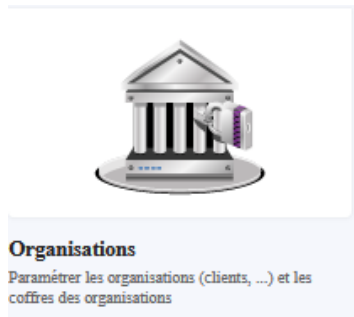 Organisations
Paramétrer les organisations (clients, ...) et les
coffres des organisations